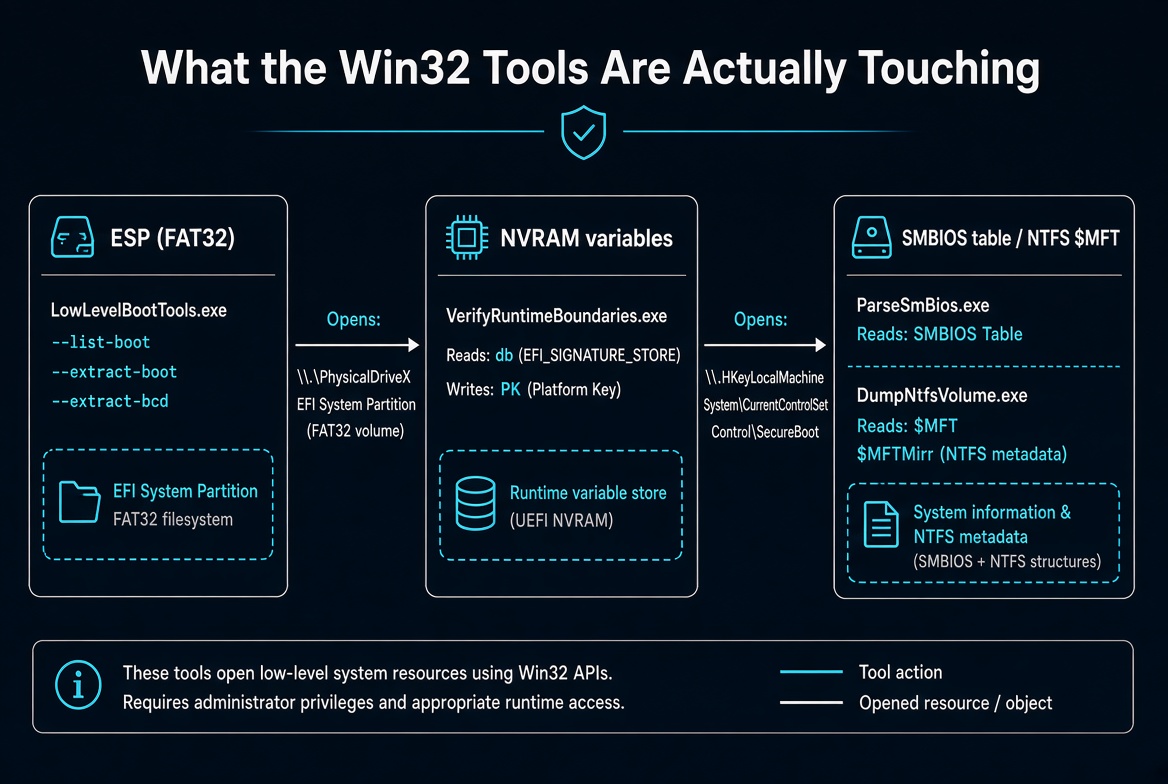 What the Win32 Tools Are Actually Touching
ESP (FAT32)
LowLevelBootTools.exe
--list-boot
--extract-boot
--extract-bcd
EFI System Partition
FAT32 filesystem
Opens:
\\.\PhysicalDriveX
EFI System Partition
(FAT32 volume)
NVRAM variables
VerifyRuntimeBoundaries.exe
Reads: db (EFI_SIGNATURE_STORE)
Writes: PK (Platform Key)
Runtime variable store
(UEFI NVRAM)
Opens:
\\.HKeyLocalMachine
System\CurrentControlSet
Control\SecureBoot
SMBIOS table / NTFS $MFT
ParseSmBios.exe
Reads: SMBIOS Table
DumpNtfsVolume.exe
Reads: $MFT
$MFTMirr (NTFS metadata)
System information &
NTFS metadata
(SMBIOS + NTFS structures)
These tools open low-level system resources using Win32 APIs.
Requires administrator privileges and appropriate runtime access.
Tool action
Opened resource / object